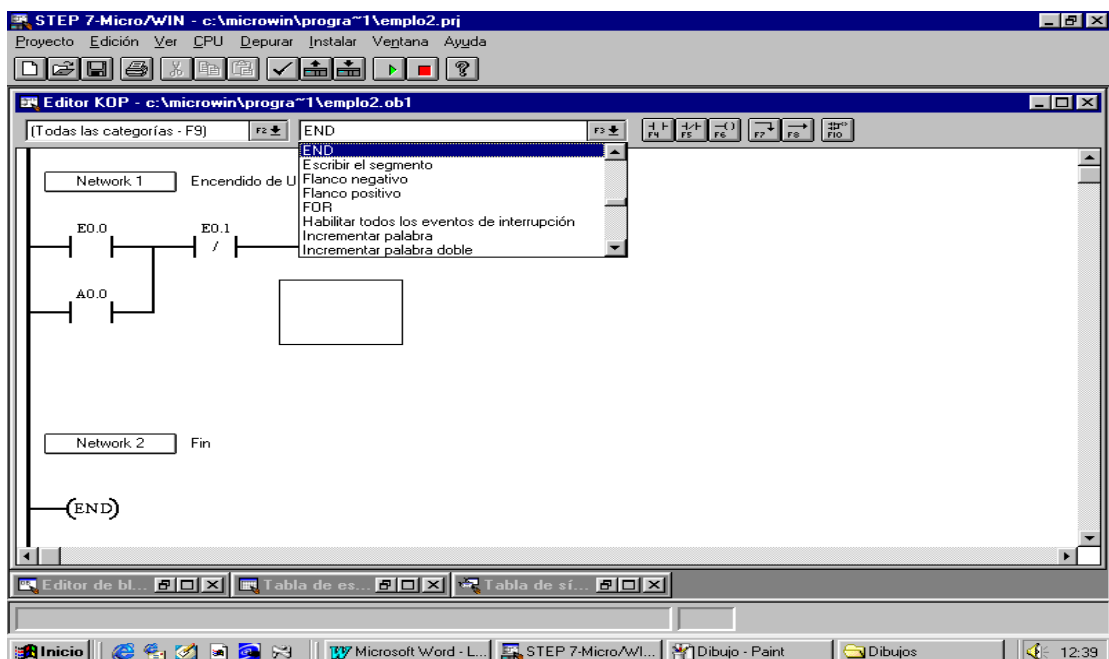 STEP 7-Micro/WIN - c:\microwin\progra~1\emplo2.prj
Proyecto Edición Ver CPU Depurar Instalar Ventana Ayuda
Editor KOP - c:\microwin\progra~1\emplo2.ob1
(Todas las categorías - F9) F2 END F3 F4 F5 F6 F7 F8 F10
END
Escribir el segmento
Network 1 Encendido de U Flanco negativo
Flanco positivo
FOR
Habilitar todos los eventos de interrupción
E0.0 E0.1 Incrementar palabra
Incrementar palabra doble
A0.0
Network 2 Fin
(END)
Editor de bl... Tabla de es... Tabla de sí...
Inicio Microsoft Word - L... STEP 7-Micro/WI... Dibujo - Paint Dibujos 12:39